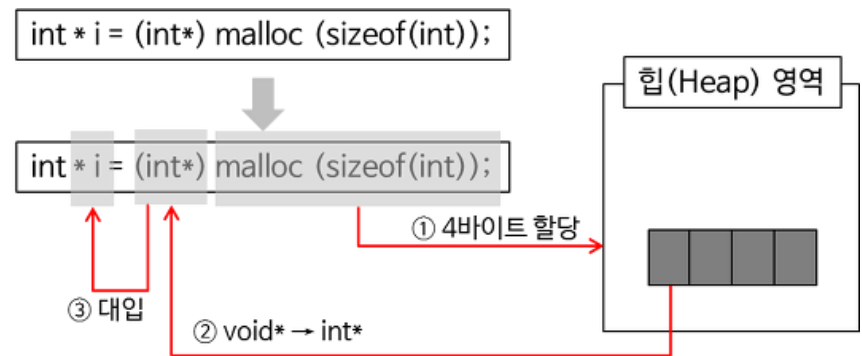 int * i = (int*) malloc (sizeof(int));
힙(Heap) 영역
int * i = (int*) malloc (sizeof(int));
① 4바이트 할당
③ 대입
② void* → int*